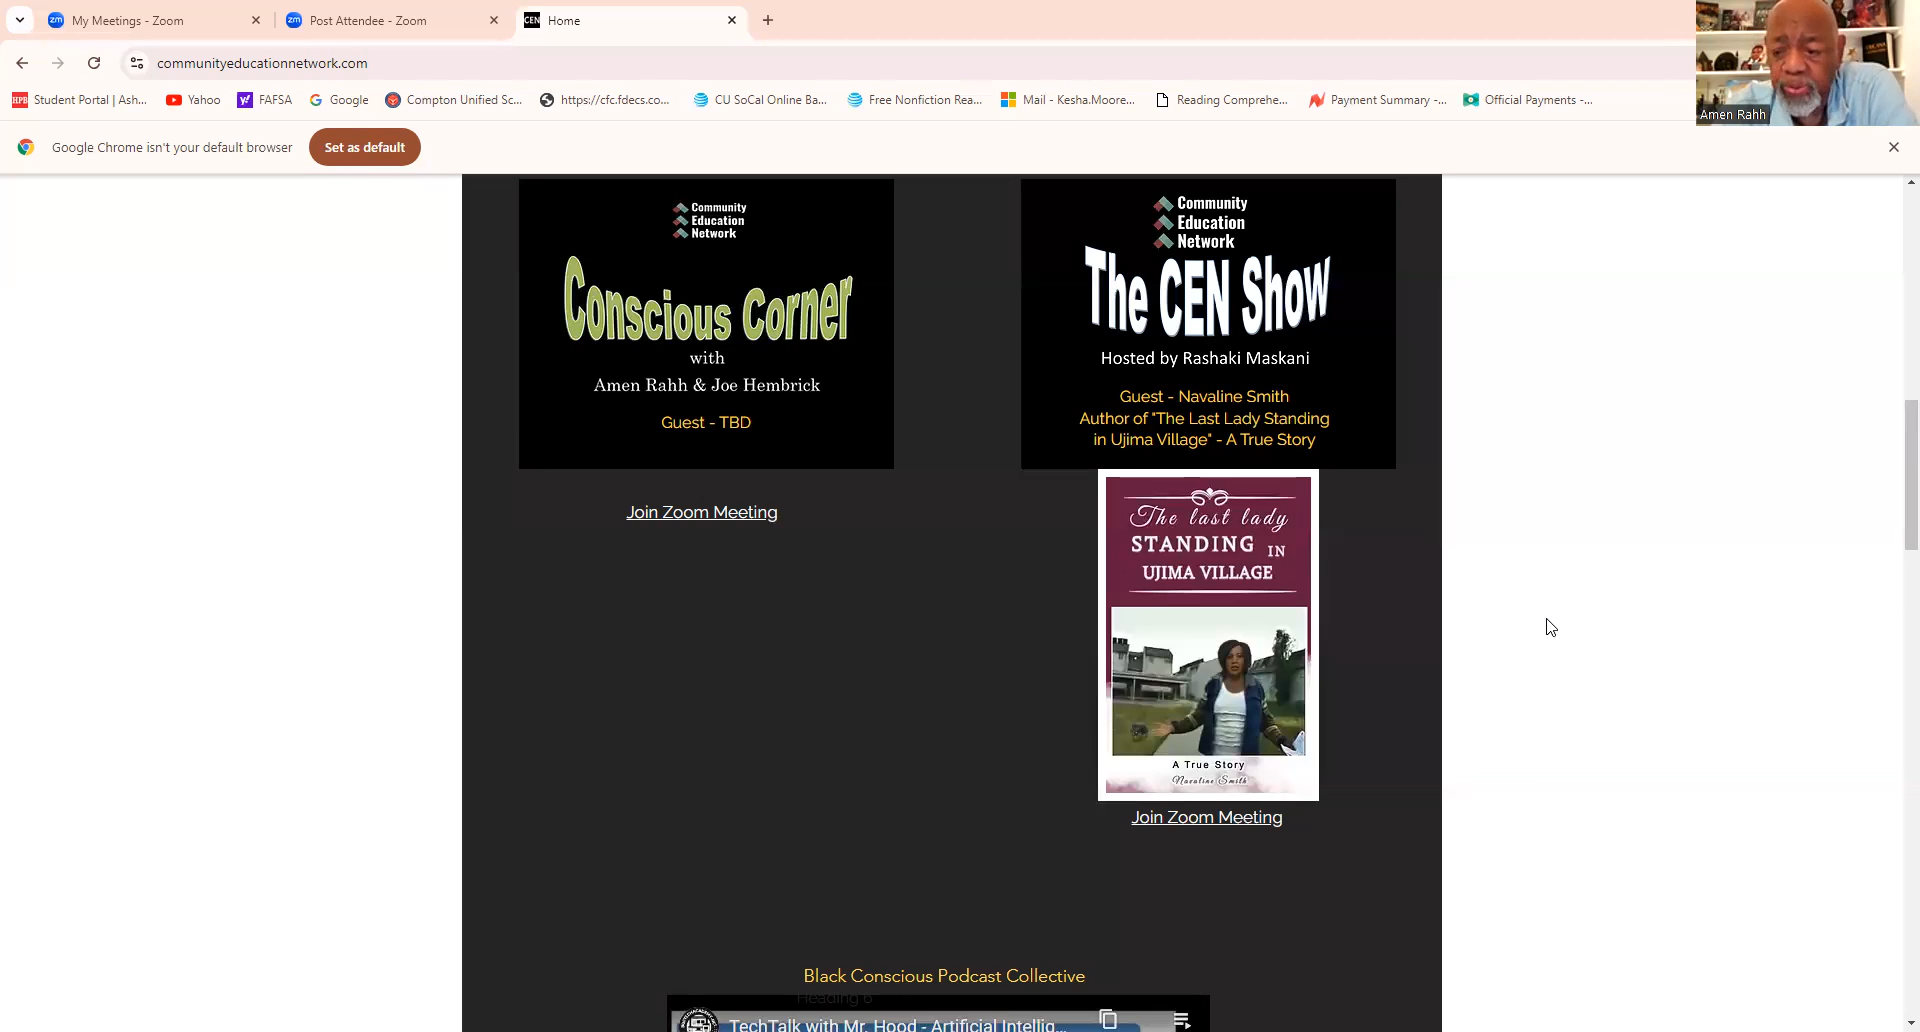 My Meetings - Zoom
Post Attendee - Zoom
CEN
Home
communityeducationnetwork.com
Student Portal | Ash...
Yahoo
FAFSA
Google
Compton Unified Sc...
https://cfc.fdecs.co...
CU SoCal Online Ba...
Free Nonfiction Rea...
Mail - Kesha.Moore...
Reading Comprehe...
Payment Summary -...
Official Payments -...
Amen Rahh
Google Chrome isn't your default browser
Set as default
Community
Education
Network
Conscious Corner
with
Amen Rahh & Joe Hembrick
Guest - TBD
Join Zoom Meeting
Community
Education
Network
The CEN Show
Hosted by Rashaki Maskani
Guest - Navaline Smith
Author of "The Last Lady Standing
in Ujima Village" - A True Story
The last lady
STANDING IN
UJIMA VILLAGE
A True Story
Navaline Smith
Join Zoom Meeting
Black Conscious Podcast Collective
Heading 6
TechTalk with Mr. Hood - Artificial Intellig...